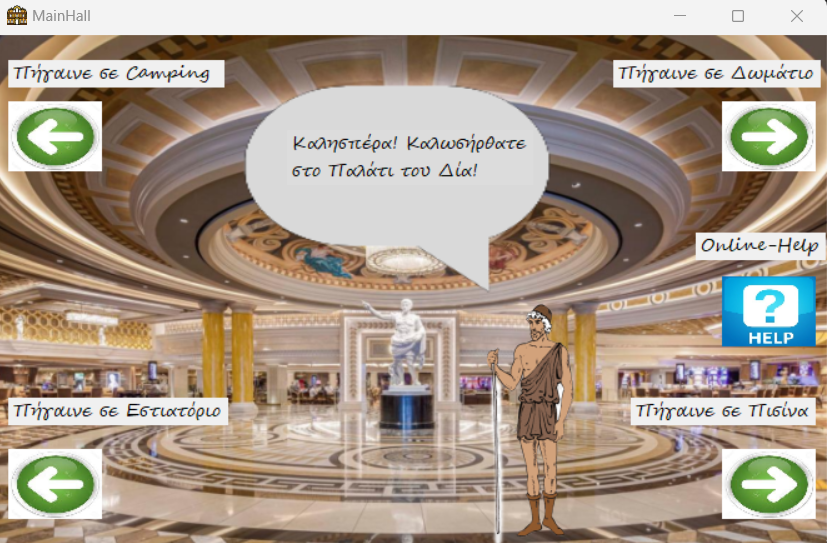 MainHall
Πήγαινε σε Camping
Πήγαινε σε Δωμάτιο
Καλησπέρα! Καλωσήρθατε
στο Παλάτι του Δία!
Online-Help
?
HELP
Πήγαινε σε Εστιατόριο
Πήγαινε σε Πισίνα